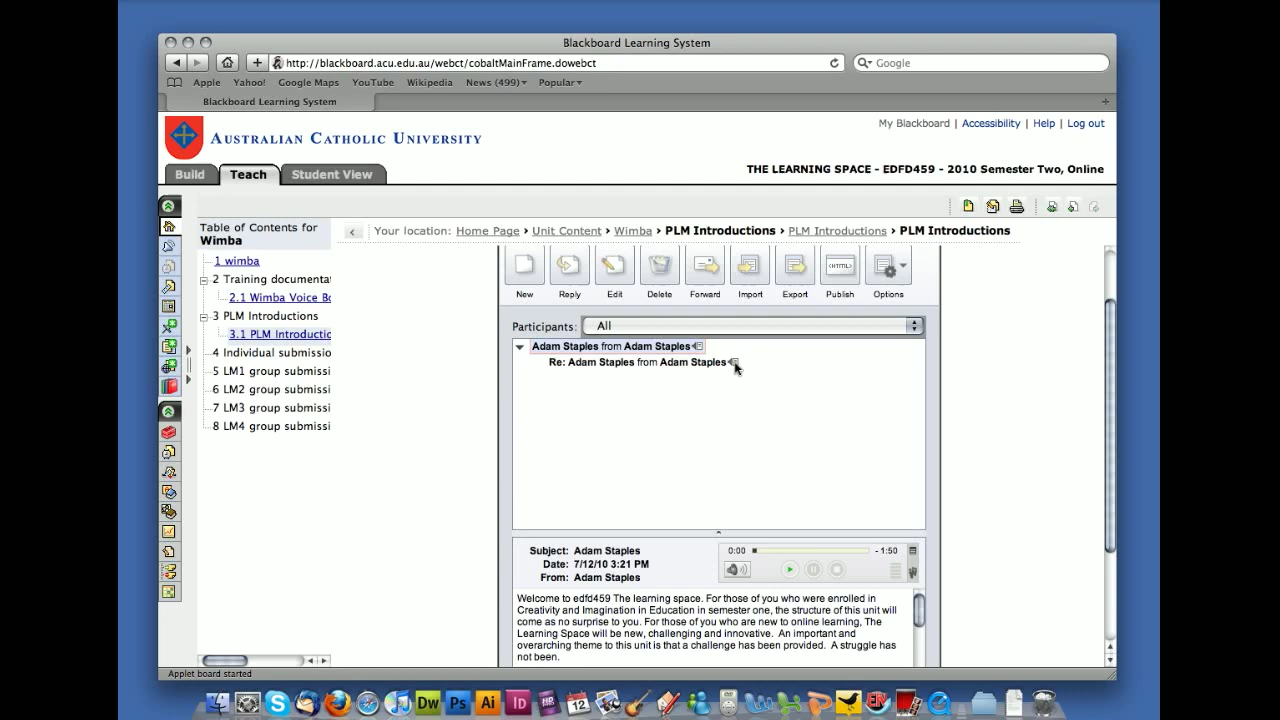 Blackboard Learning System
http://blackboard.acu.edu.au/webct/cobaltMainFrame.dowebct
Google
Apple Yahoo! Google Maps YouTube Wikipedia News (499) Popular
Blackboard Learning System
My Blackboard | Accessibility | Help | Log out
AUSTRALIAN CATHOLIC UNIVERSITY
Build Teach Student View
THE LEARNING SPACE - EDFD459 - 2010 Semester Two, Online
Table of Contents for
Wimba
1 wimba
2 Training documentat
2.1 Wimba Voice Bo
3 PLM Introductions
3.1 PLM Introductio
4 Individual submissio
5 LM1 group submissi
6 LM2 group submissi
7 LM3 group submissi
8 LM4 group submissi
Your location: Home Page › Unit Content › Wimba › PLM Introductions › PLM Introductions › PLM Introductions
<HTML>
New Reply Edit Delete Forward Import Export Publish Options
Participants: All
Adam Staples from Adam Staples
Re: Adam Staples from Adam Staples
Subject: Adam Staples
Date: 7/12/10 3:21 PM
From: Adam Staples
0:00 - 1:50
Welcome to edfd459 The learning space. For those of you who were enrolled in
Creativity and Imagination in Education in semester one, the structure of this unit will
come as no surprise to you. For those of you who are new to online learning, The
Learning Space will be new, challenging and innovative. An important and
overarching theme to this unit is that a challenge has been provided. A struggle has
not been.
Applet board started
Dw Ps Ai Id 12